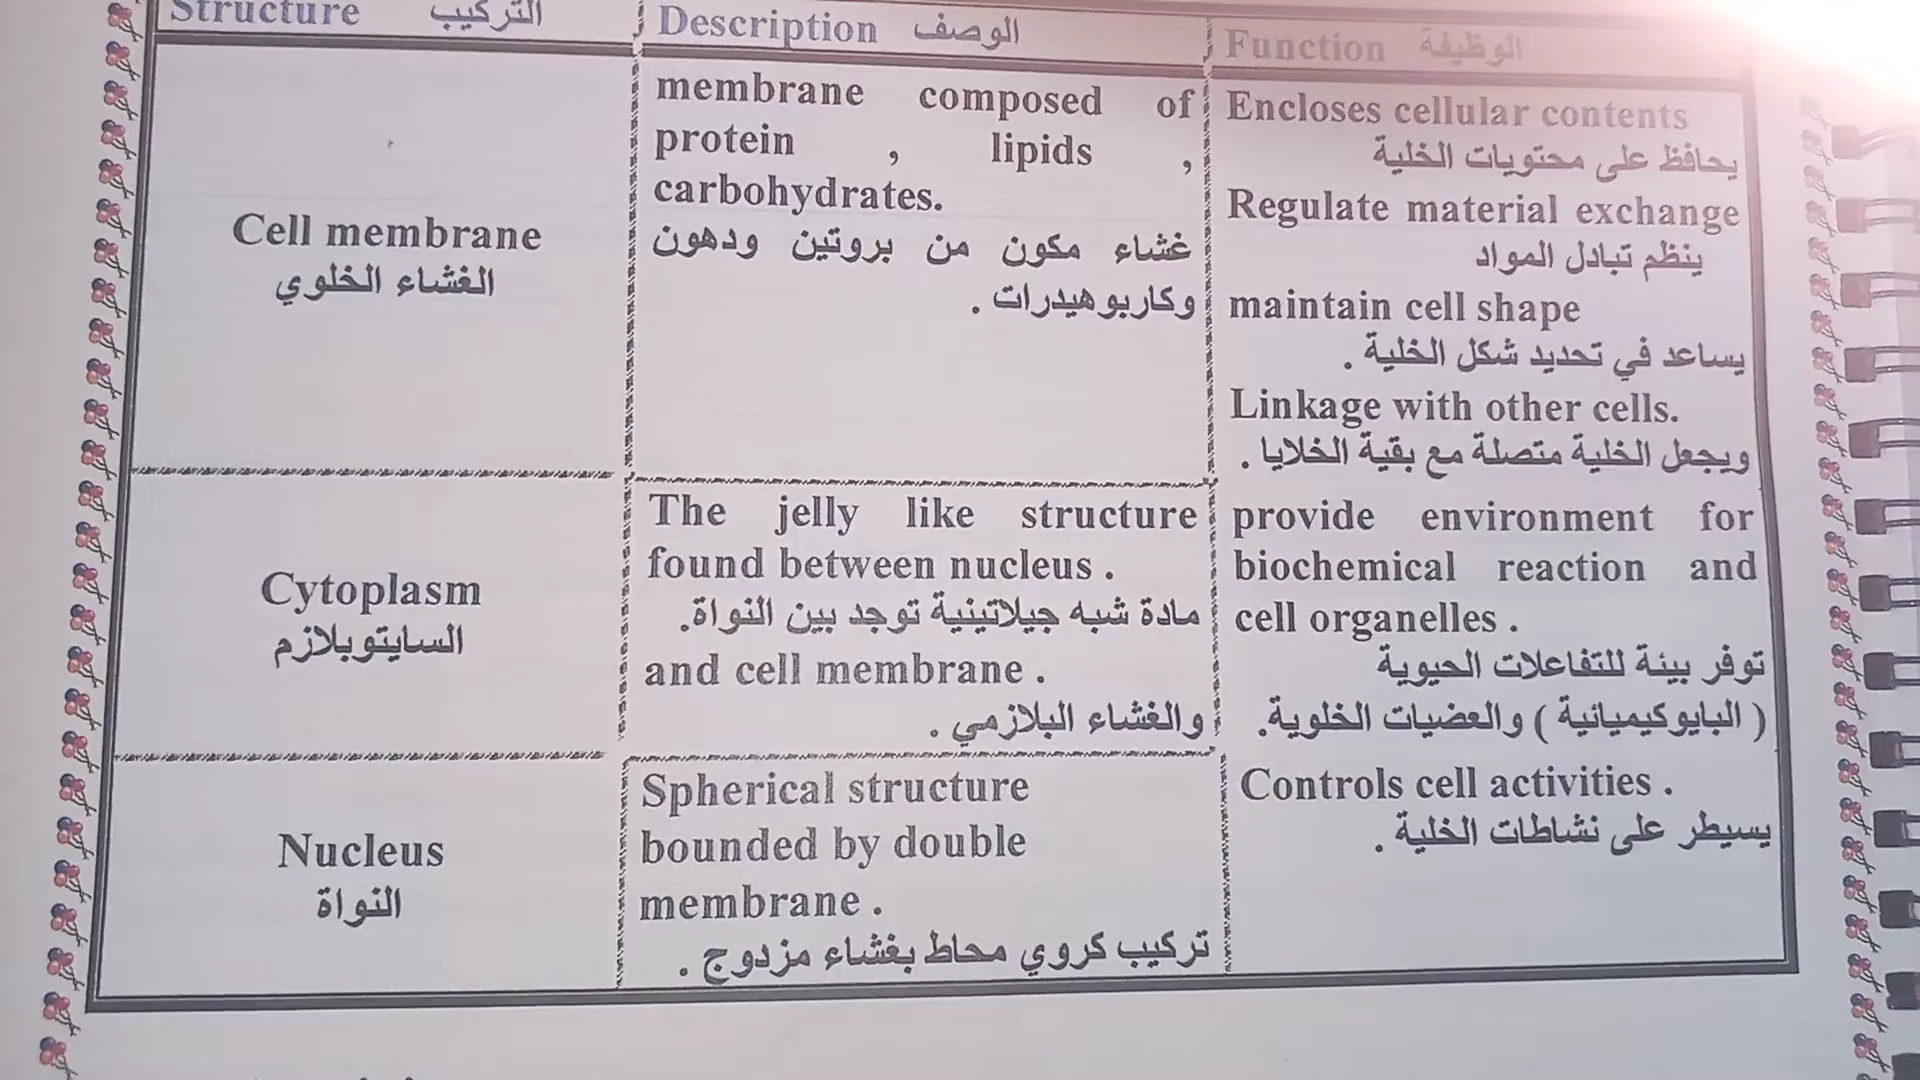 Structure التركيب
Description الوصف
Function الوظيفة
Cell membrane
الغشاء الخلوي
membrane composed of
protein , lipids ,
carbohydrates.
غشاء مكون من بروتين ودهون
وكاربوهيدرات .
Encloses cellular contents
يحافظ على محتويات الخلية
Regulate material exchange
ينظم تبادل المواد
maintain cell shape
يساعد في تحديد شكل الخلية .
Linkage with other cells.
ويجعل الخلية متصلة مع بقية الخلايا .
Cytoplasm
السايتوبلازم
The jelly like structure
found between nucleus .
مادة شبه جيلاتينية توجد بين النواة.
and cell membrane .
والغشاء البلازمي .
provide environment for
biochemical reaction and
cell organelles .
توفر بيئة للتفاعلات الحيوية
( البايوكيميائية ) والعضيات الخلوية.
Nucleus
النواة
Spherical structure
bounded by double
membrane .
تركيب كروي محاط بغشاء مزدوج .
Controls cell activities .
يسيطر على نشاطات الخلية .